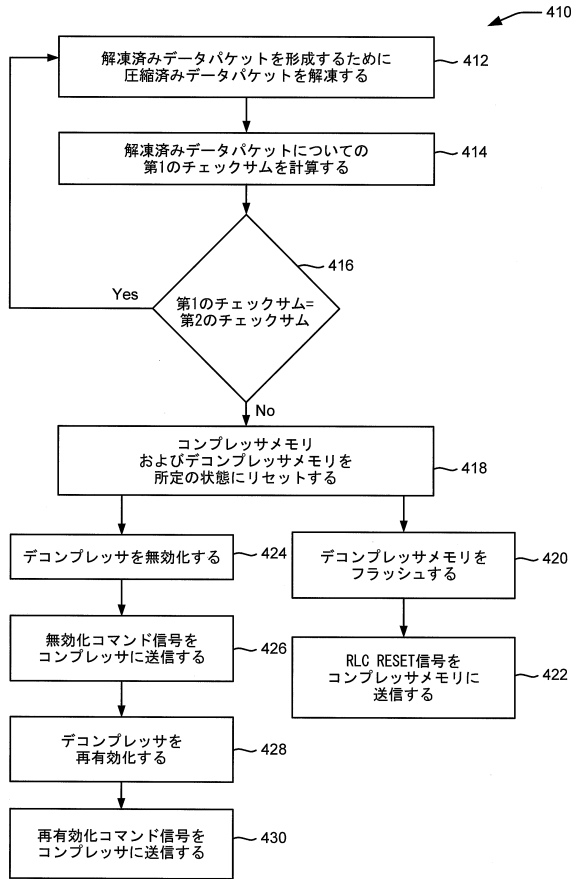 410
解凍済みデータパケットを形成するために
圧縮済みデータパケットを解凍する
412
解凍済みデータパケットについての
第1のチェックサムを計算する
414
416
Yes
第1のチェックサム=
第2のチェックサム
No
コンプレッサメモリ
およびデコンプレッサメモリを
所定の状態にリセットする
418
デコンプレッサを無効化する
424
デコンプレッサメモリを
フラッシュする
420
無効化コマンド信号を
コンプレッサに送信する
426
RLC RESET信号を
コンプレッサメモリに
送信する
422
デコンプレッサを
再有効化する
428
再有効化コマンド信号を
コンプレッサに送信する
430